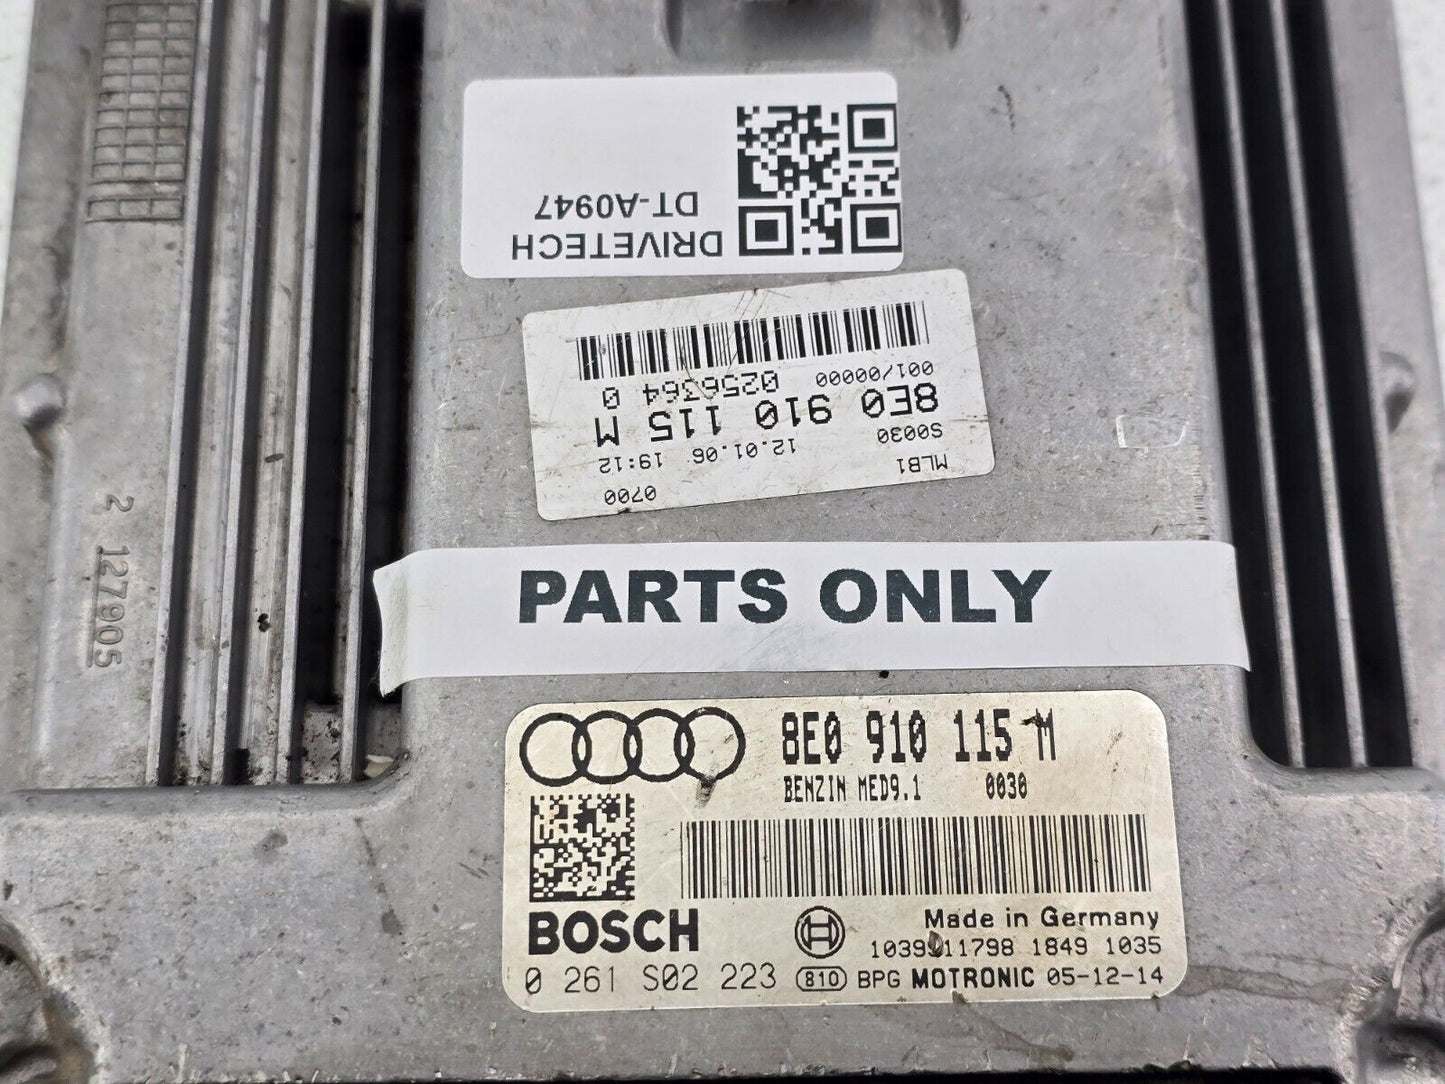 DRIVETECH
DT-A0947
MLB1 0700
S0030 12.01.06 19:12
8E0 910 115 M
001/00000 0256364 0
2 127905
PARTS ONLY
8E0 910 115 M
BENZIN MED9.1 0030
BOSCH
Made in Germany
1849 1035
0 261 S02 223 810 BPG MOTRONIC 05-12-14